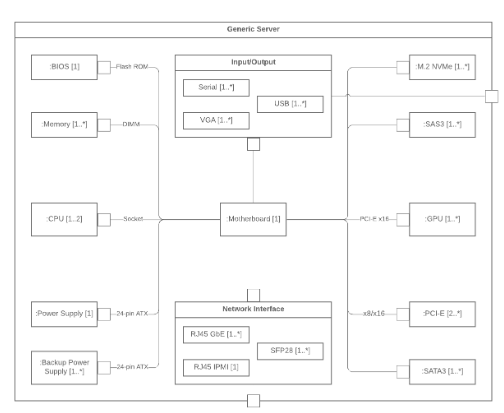 Generic Server
:BIOS [1]
Flash ROM
Input/Output
Serial [1..*]
USB [1..*]
VGA [1..*]
:M.2 NVMe [1..*]
:Memory [1..*]
DIMM
:SAS3 [1..*]
:CPU [1..2]
Socket
:Motherboard [1]
PCI-E x16
:GPU [1..*]
:Power Supply [1]
24-pin ATX
Network Interface
RJ45 GbE [1..*]
SFP28 [1..*]
RJ45 IPMI [1]
x8/x16
:PCI-E [2..*]
:Backup Power
Supply [1..*]
24-pin ATX
:SATA3 [1..*]